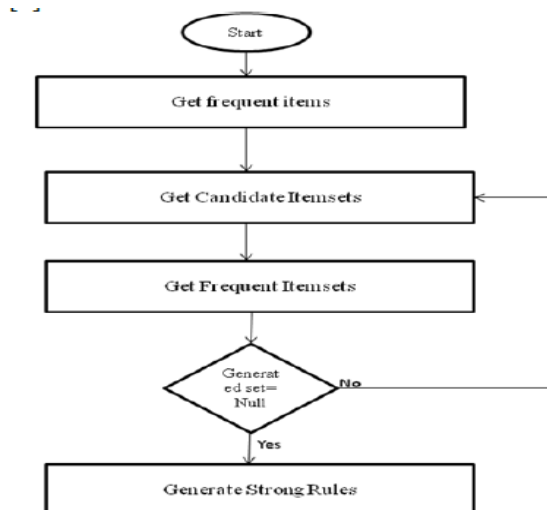 Start
Get frequent items
Get Candidate Itemsets
Get Frequent Itemsets
Generat
ed set=
Null
No
Yes
Generate Strong Rules